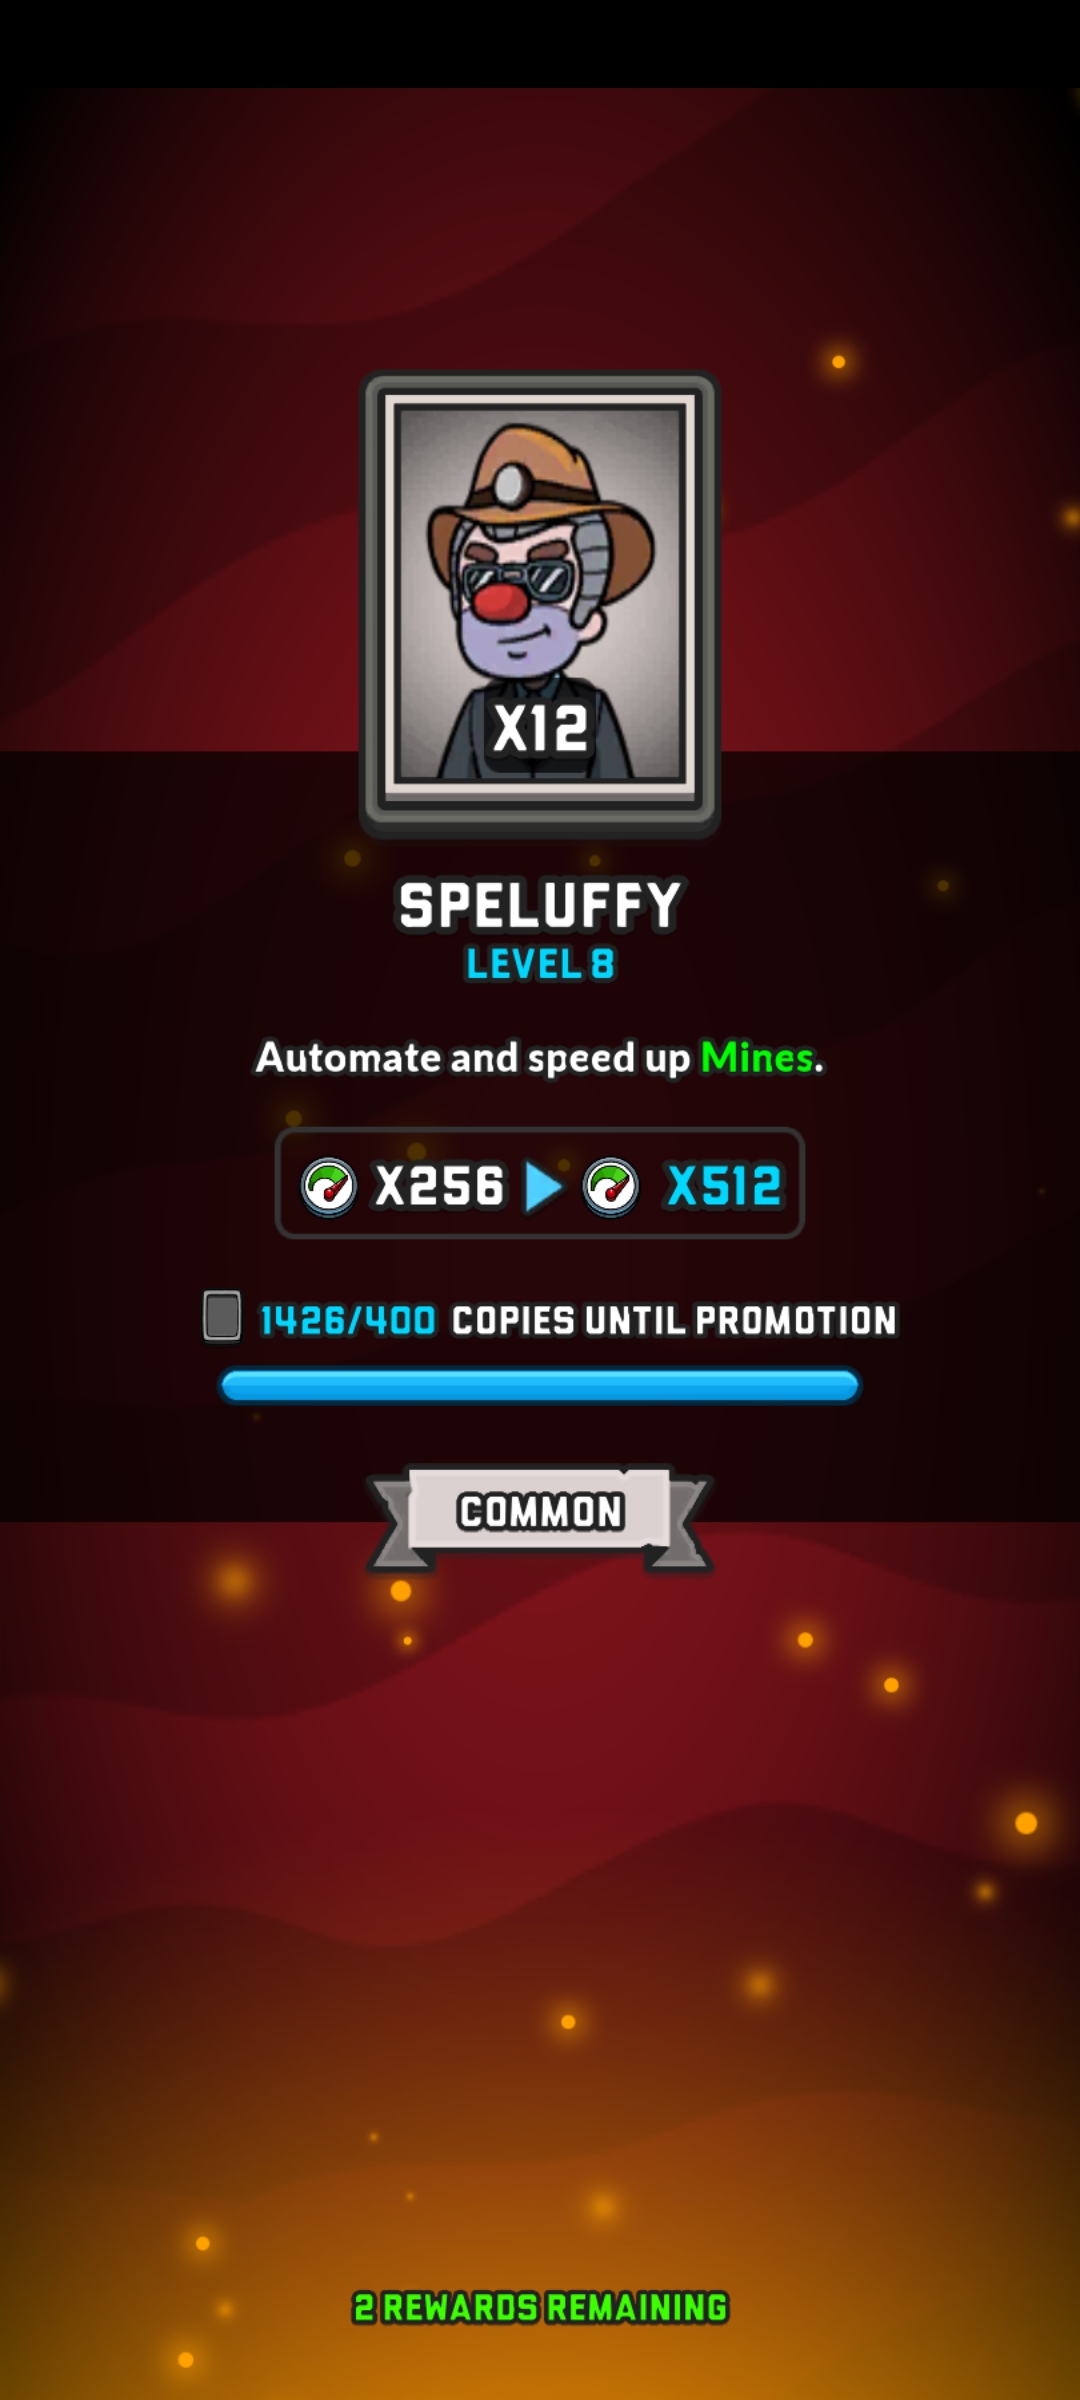 X12
SPELUFFY
LEVEL 8
Automate and speed up Mines.
X256 X512
1426/400 COPIES UNTIL PROMOTION
COMMON
2 REWARDS REMAINING